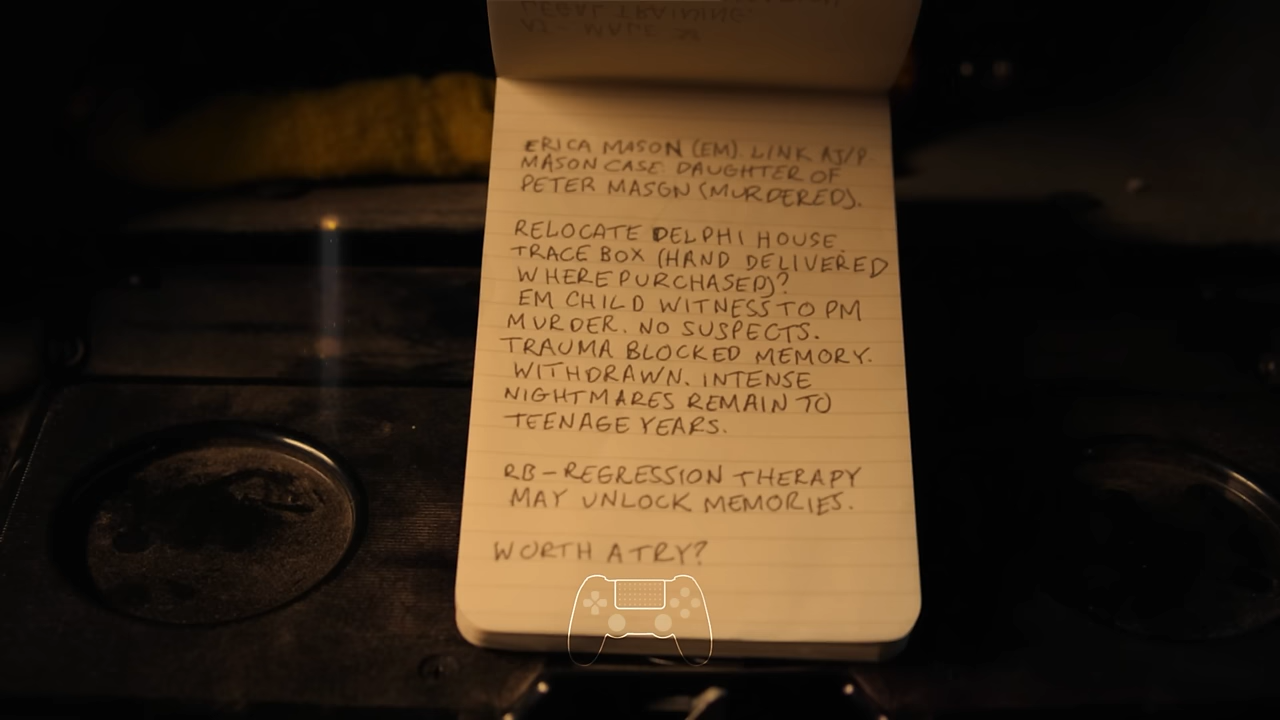 ERICA MASON (EM). LINK AJ/P.
MASON CASE. DAUGHTER OF
PETER MASON (MURDERED).
RELOCATE DELPHI HOUSE.
TRACE BOX (HAND DELIVERED
WHERE PURCHASED)?
EM CHILD WITNESS TO PM
MURDER. NO SUSPECTS.
TRAUMA BLOCKED MEMORY.
WITHDRAWN. INTENSE
NIGHTMARES REMAIN TO
TEENAGE YEARS.
RB – REGRESSION THERAPY
MAY UNLOCK MEMORIES.
WORTH A TRY?